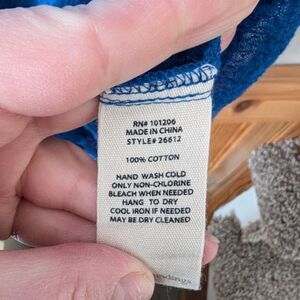 RN# 101206
MADE IN CHINA
STYLE# 26612
100% COTTON
HAND WASH COLD
ONLY NON-CHLORINE
BLEACH WHEN NEEDED
HANG TO DRY
COOL IRON IF NEEDED
MAY BE DRY CLEANED